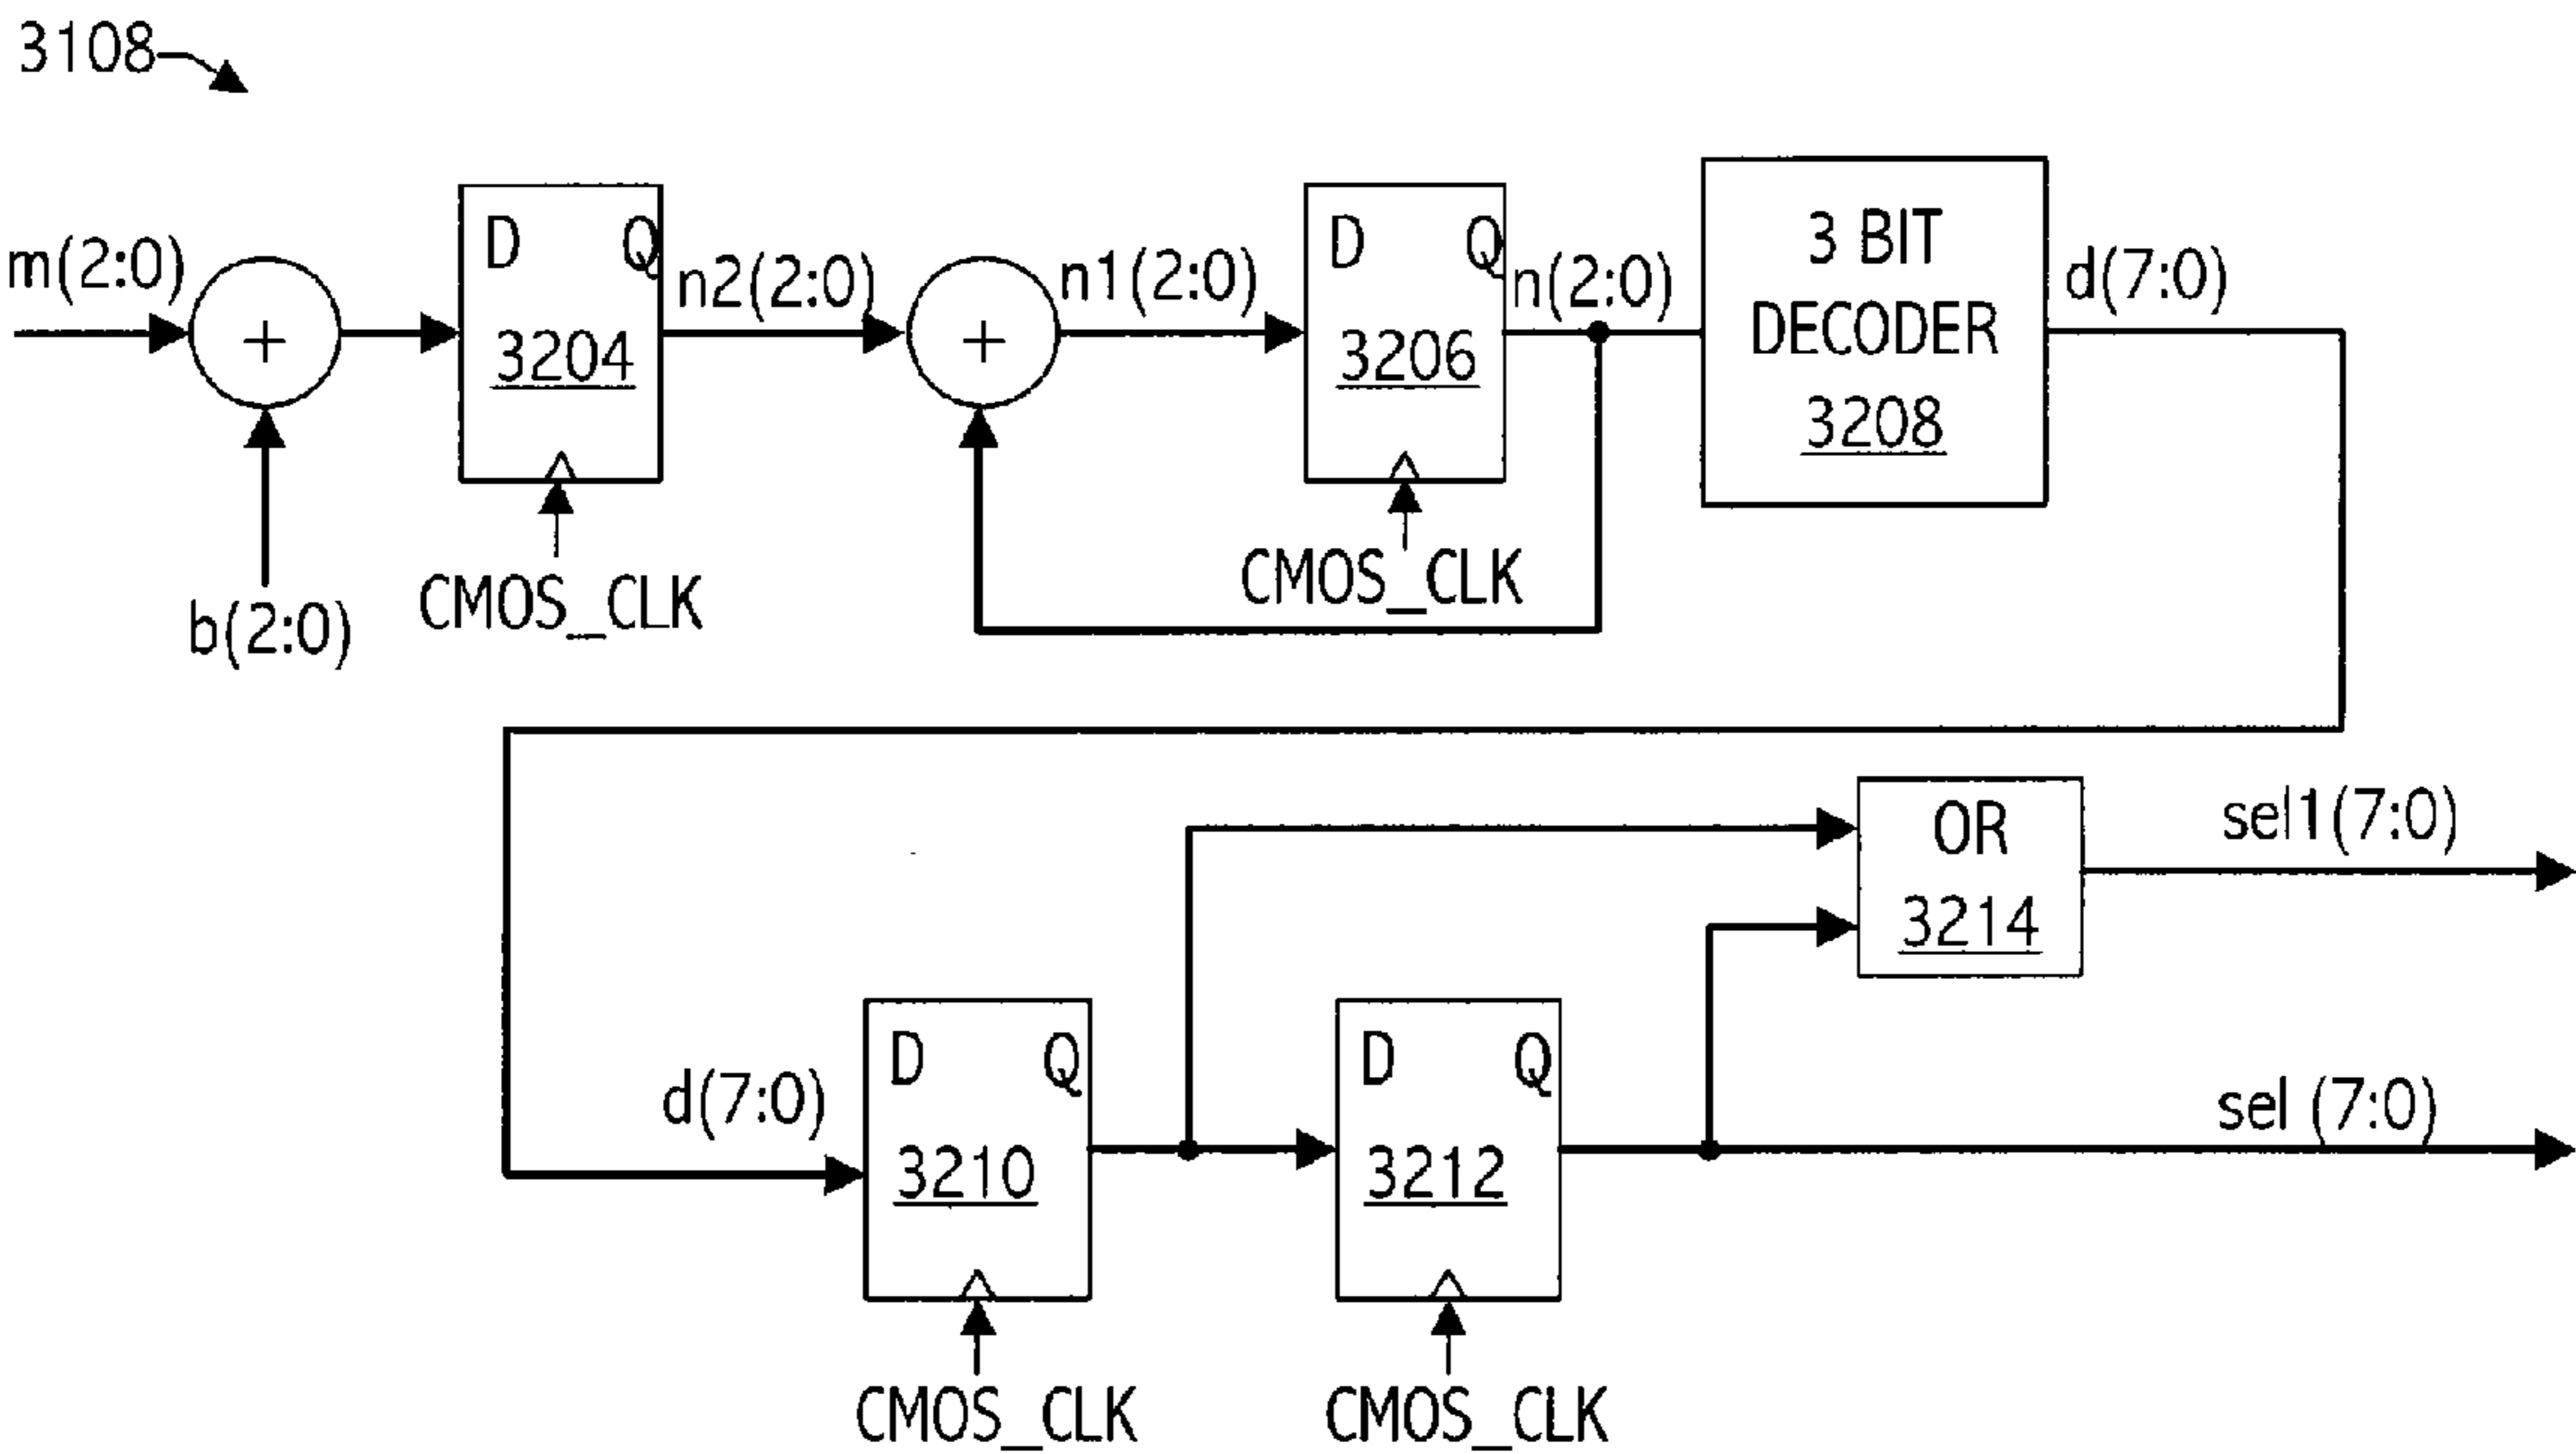 3108
m(2:0)
+
b(2:0)
D Q
3204
CMOS_CLK
n2(2:0)
+
n1(2:0)
D Q
3206
CMOS_CLK
n(2:0)
3 BIT
DECODER
3208
d(7:0)
d(7:0)
D Q
3210
CMOS_CLK
D Q
3212
CMOS_CLK
OR
3214
sel1(7:0)
sel (7:0)